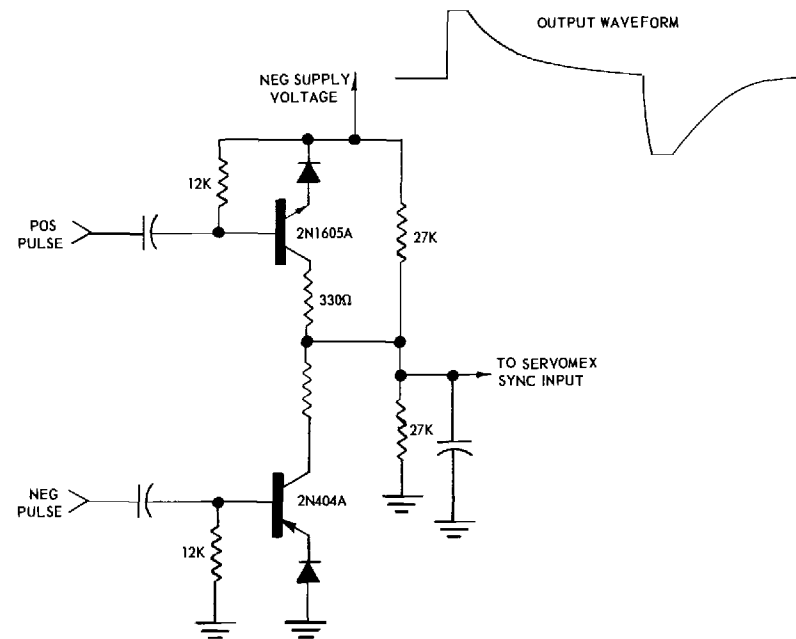 OUTPUT WAVEFORM
NEG SUPPLY
VOLTAGE
12K
POS
PULSE
2N1605A
27K
330Ω
TO SERVOMEX
SYNC INPUT
27K
NEG
PULSE
2N404A
12K